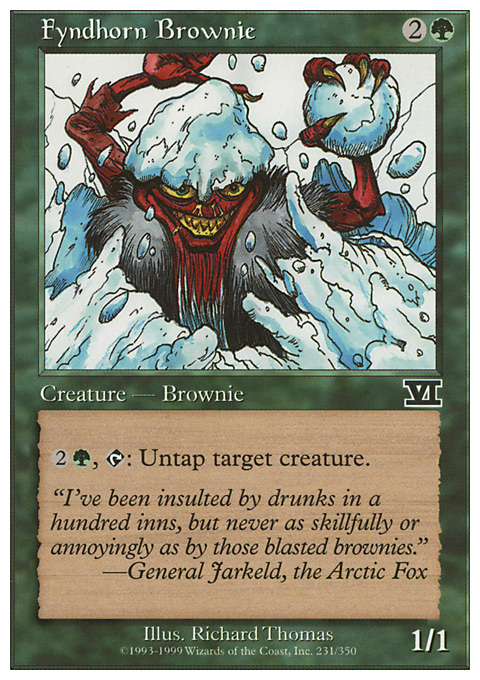 Fyndhorn Brownie 2
Creature — Brownie VI
2, : Untap target creature.
“I've been insulted by drunks in a
hundred inns, but never as skillfully or
annoyingly as by those blasted brownies.”
—General Jarkeld, the Arctic Fox
Illus. Richard Thomas
1/1
©1993-1999 Wizards of the Coast, Inc. 231/350